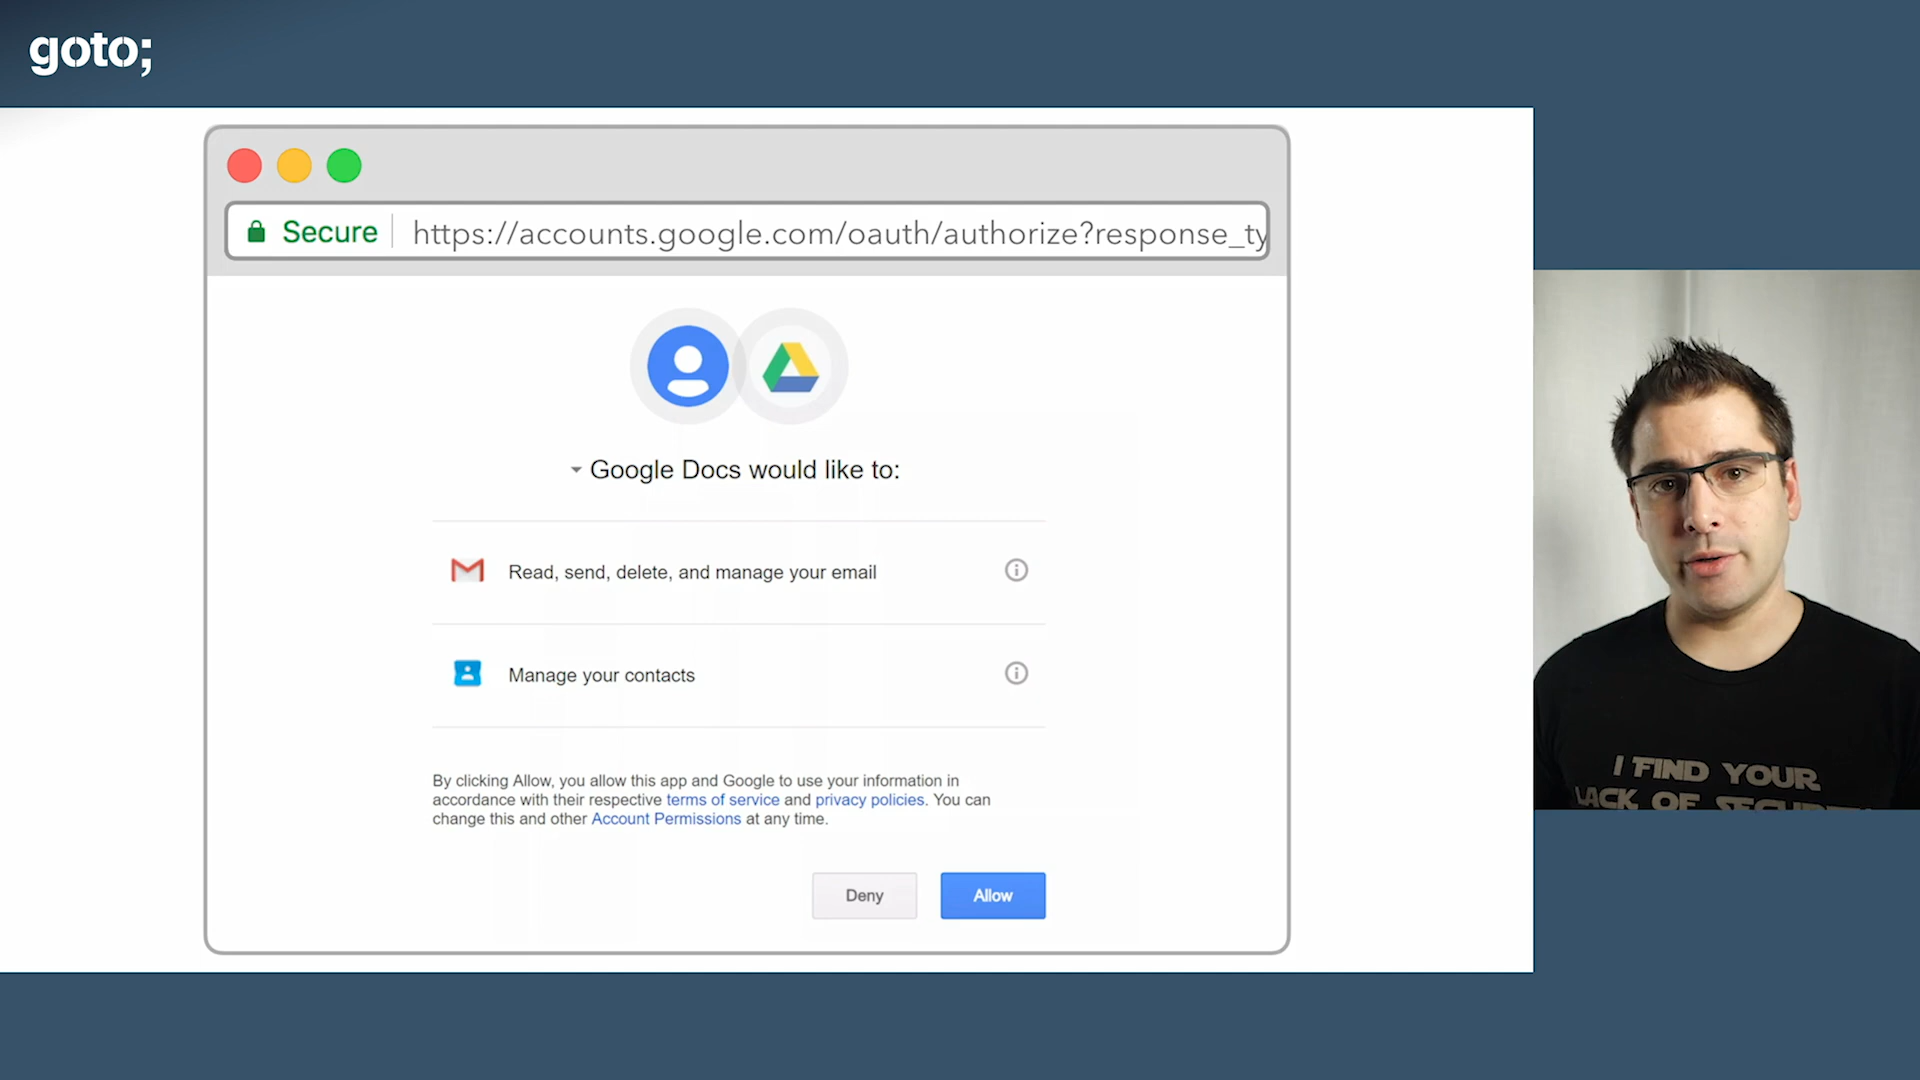 goto;
Secure
https://accounts.google.com/oauth/authorize?response_ty
Google Docs would like to:
Read, send, delete, and manage your email
Manage your contacts
By clicking Allow, you allow this app and Google to use your information in
accordance with their respective terms of service and privacy policies. You can
change this and other Account Permissions at any time.
Deny
Allow
I FIND YOUR
LACK OF